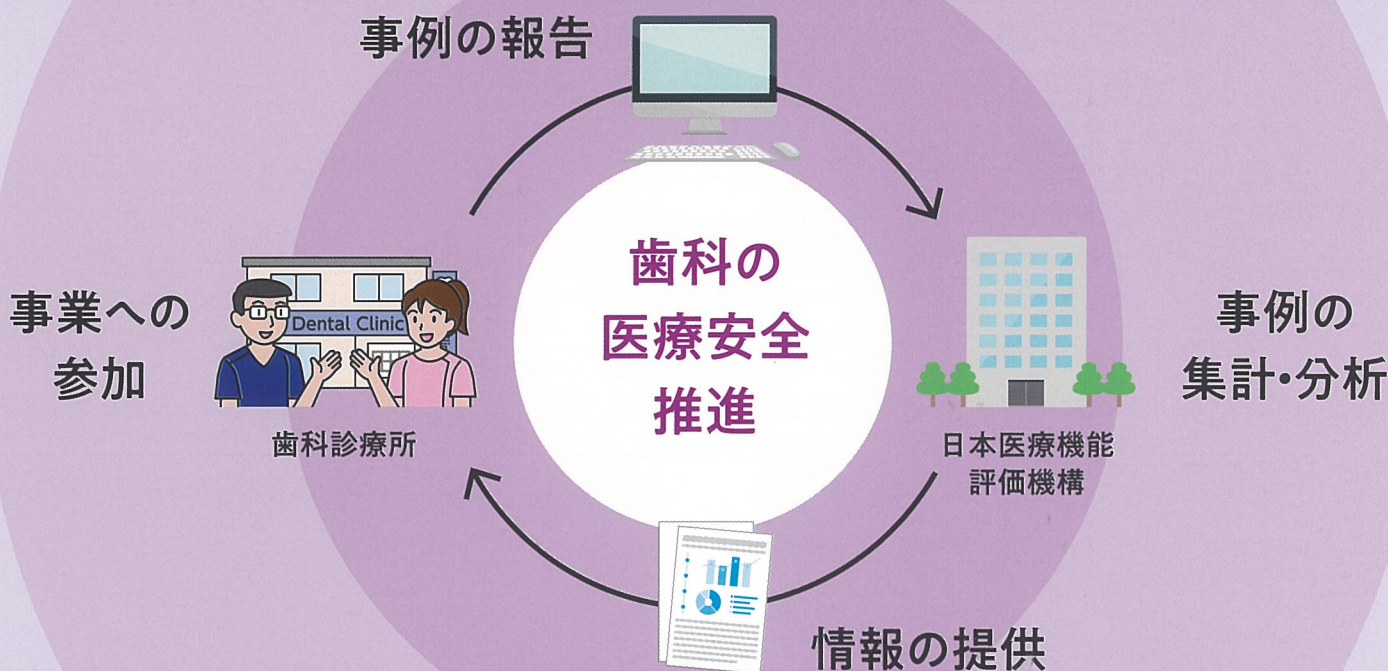 事例の報告
歯科の
医療安全
推進
事業への
参加
Dental Clinic
歯科診療所
事例の
集計・分析
日本医療機能
評価機構
情報の提供